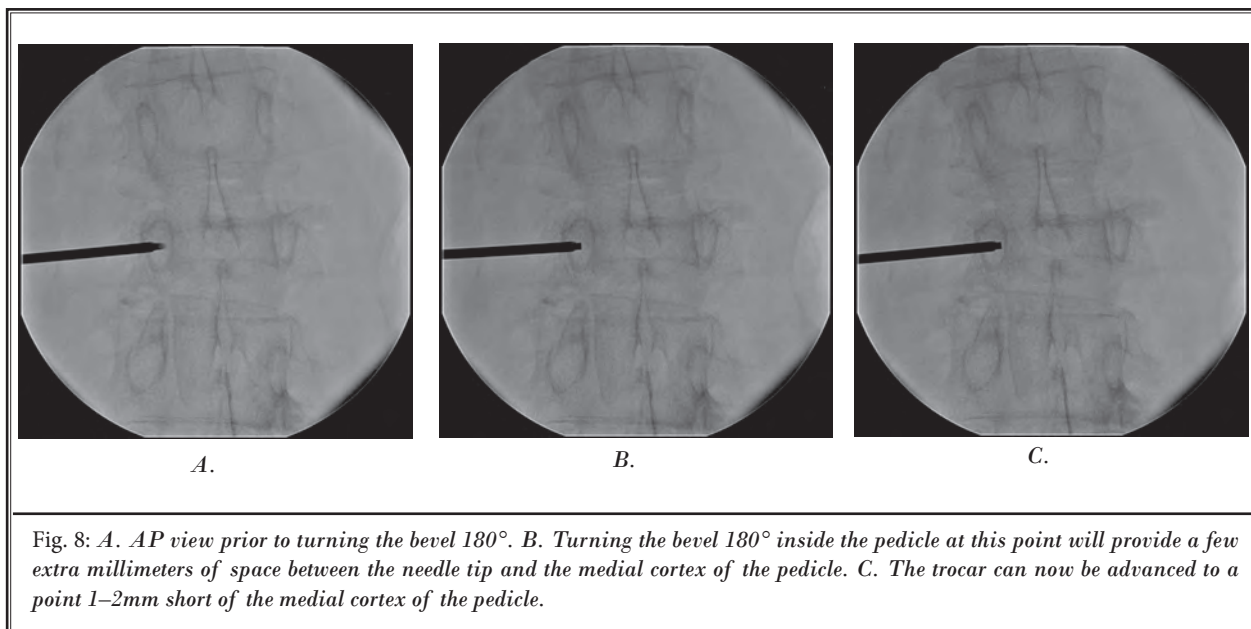 A.
B.
C.
Fig. 8: A. AP view prior to turning the bevel 180°. B. Turning the bevel 180° inside the pedicle at this point will provide a few
extra millimeters of space between the needle tip and the medial cortex of the pedicle. C. The trocar can now be advanced to a
point 1–2mm short of the medial cortex of the pedicle.